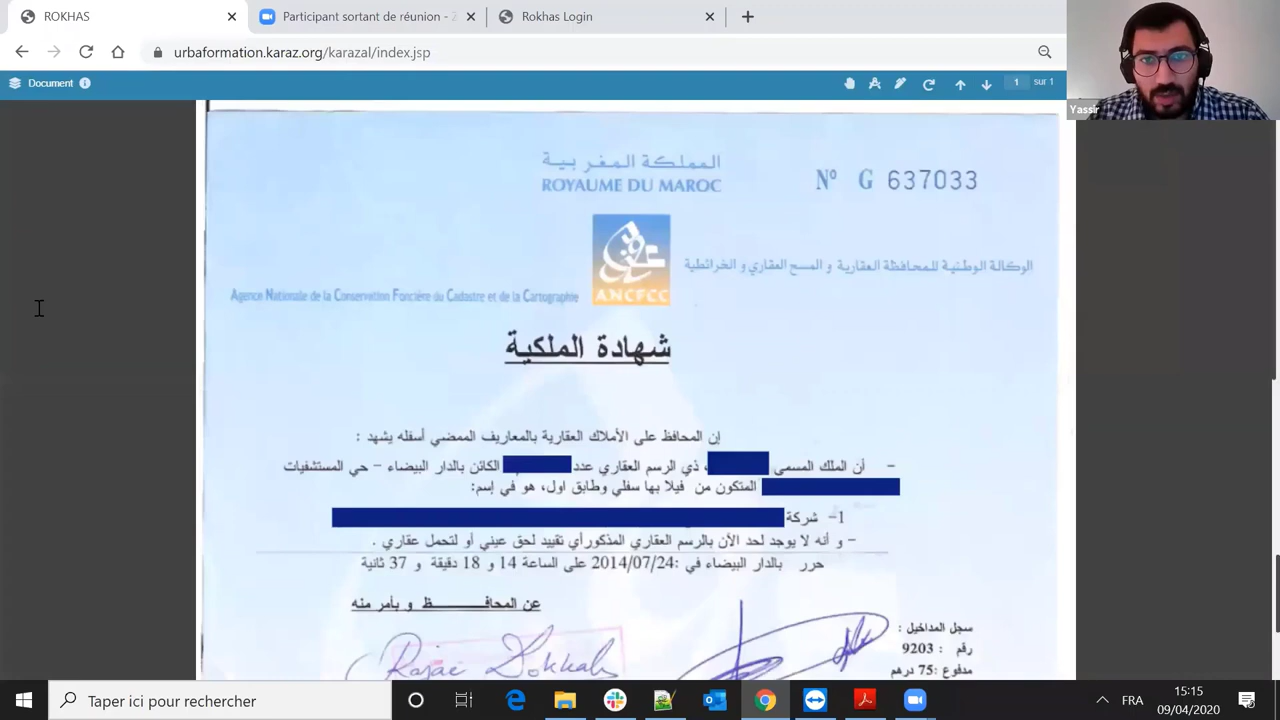 ROKHAS
Participant sortant de réunion - Z
Rokhas Login
urbaformation.karaz.org/karazal/index.jsp
Document
1 sur 1
Yassir
المملكة المغربية
ROYAUME DU MAROC
Nº G 637033
الوكالة الوطنية للمحافظة العقارية و المسح العقاري و الخرائطية
ANCFCC
Agence Nationale de la Conservation Foncière du Cadastre et de la Cartographie
شهادة الملكية
إن المحافظ على الأملاك العقارية بالمعاريف الممضي أسفله يشهد :
- أن الملك المسمى ، ذي الرسم العقاري عدد الكائن بالدار البيضاء - حي المستشفيات
المتكون من فيلا بها سفلي وطابق اول، هو في إسم:
1- شركة
- و أنه لا يوجد لحد الآن بالرسم العقاري المذكورأي تقييد لحق عيني أو لتحمل عقاري .
حرر بالدار البيضاء في :2014/07/24 على الساعة 14 و 18 دقيقة و 37 ثانية
عن المحافـــــــــظ و بأمر منه
سجل المداخيل :
رقم : 9203
مدفوع :75 درهم
Taper ici pour rechercher
FRA
15:15
09/04/2020